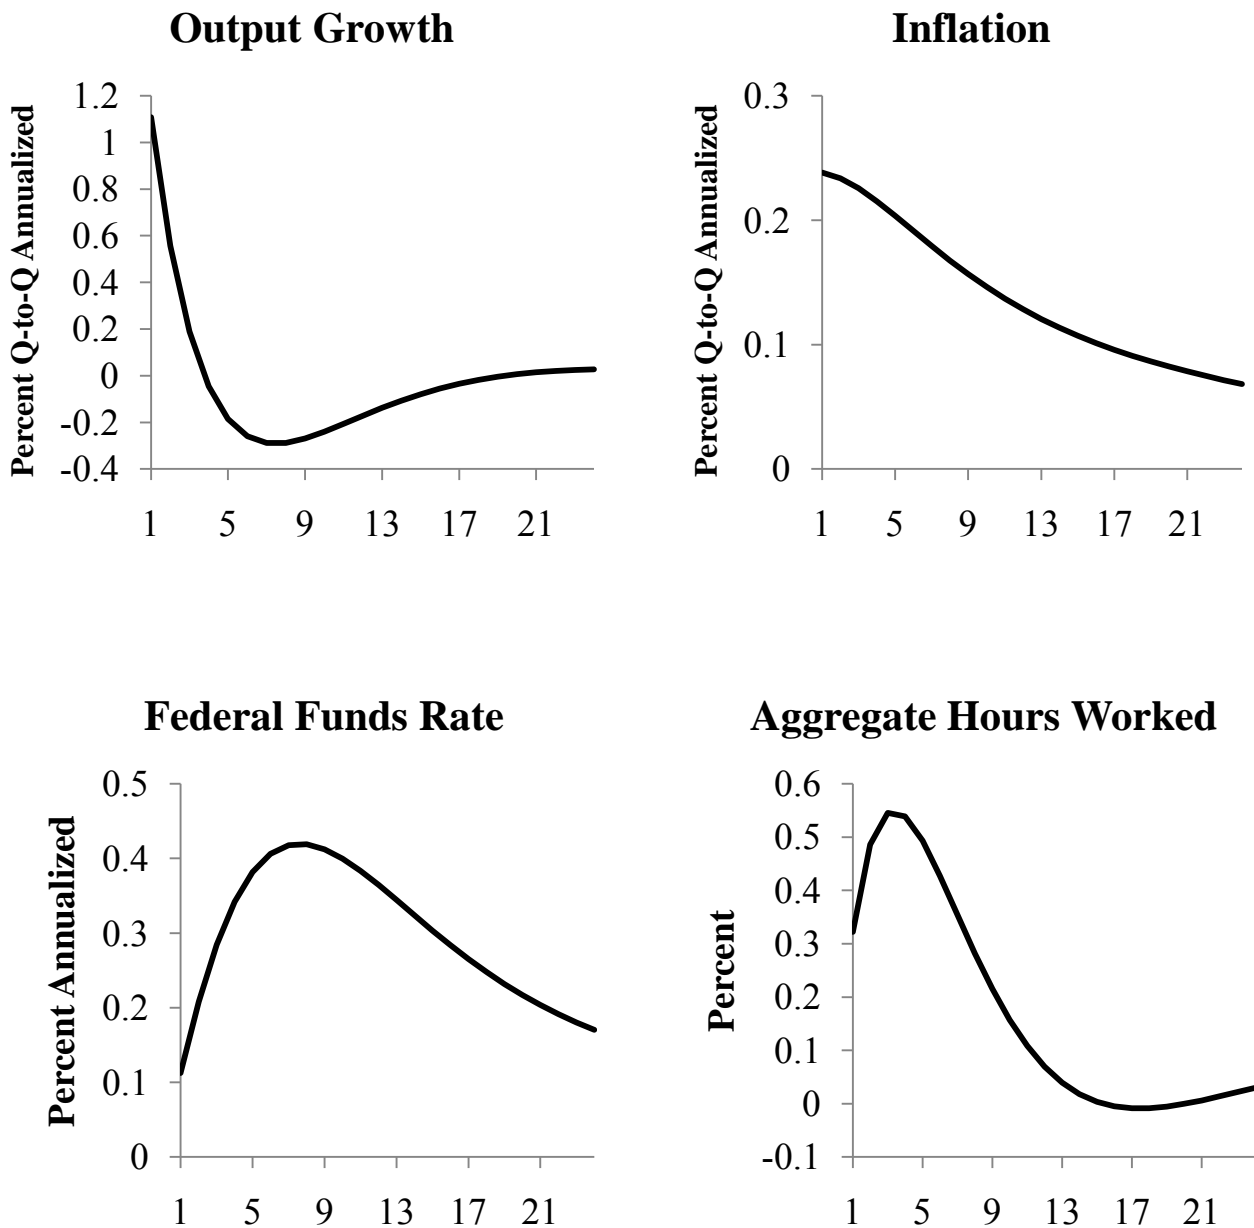 Output Growth
Percent Q-to-Q Annualized
1.2
1
0.8
0.6
0.4
0.2
0
-0.2
-0.4
1 5 9 13 17 21
Inflation
Percent Q-to-Q Annualized
0.3
0.2
0.1
0
1 5 9 13 17 21
Federal Funds Rate
Percent Annualized
0.5
0.4
0.3
0.2
0.1
0
1 5 9 13 17 21
Aggregate Hours Worked
Percent
0.6
0.5
0.4
0.3
0.2
0.1
0
-0.1
1 5 9 13 17 21